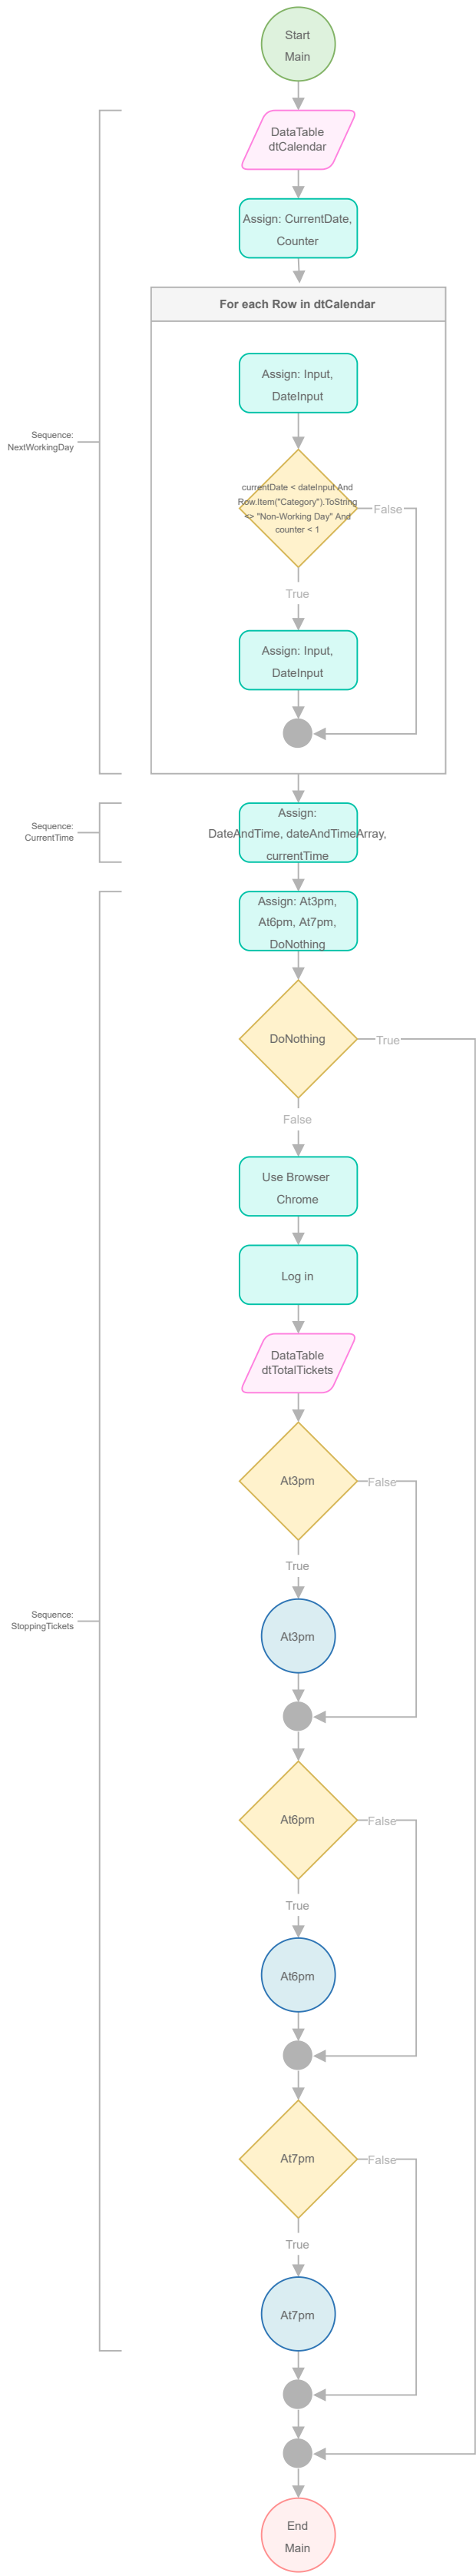 Start
Main
DataTable
dtCalendar
Assign: CurrentDate,
Counter
For each Row in dtCalendar
Assign: Input,
DateInput
Sequence:
NextWorkingDay
currentDate < dateInput And
Row.Item("Category").ToString
<> "Non-Working Day" And
counter < 1
False
True
Assign: Input,
DateInput
Sequence:
CurrentTime
Assign:
DateAndTime, dateAndTimeArray,
currentTime
Assign: At3pm,
At6pm, At7pm,
DoNothing
DoNothing
True
False
Use Browser
Chrome
Log in
DataTable
dtTotalTickets
At3pm
False
True
Sequence:
StoppingTickets
At3pm
At6pm
False
True
At6pm
At7pm
False
True
At7pm
End
Main